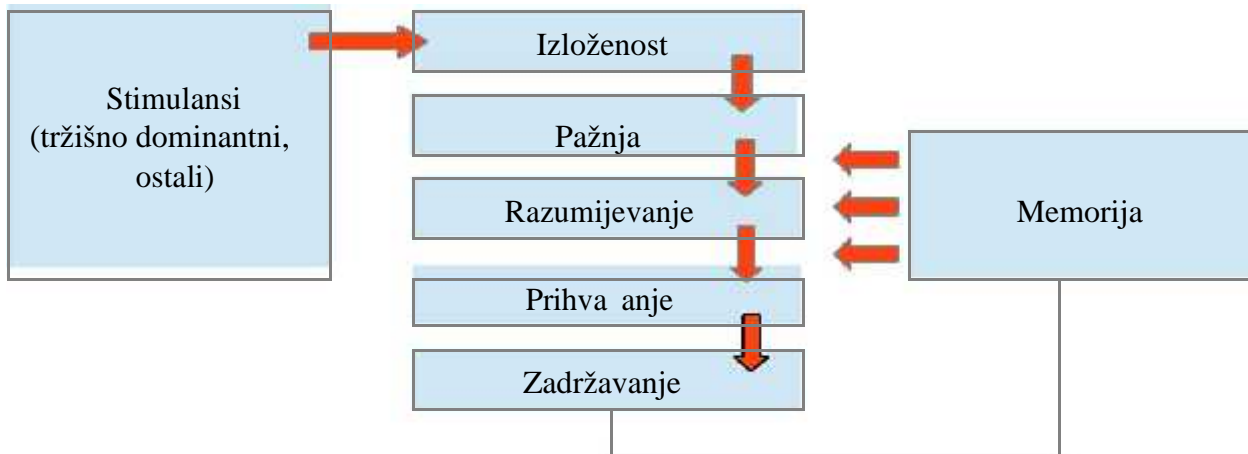 Stimulansi
(tržišno dominantni,
ostali)
Izloženost
Pažnja
Razumijevanje
Prihva anje
Zadržavanje
Memorija